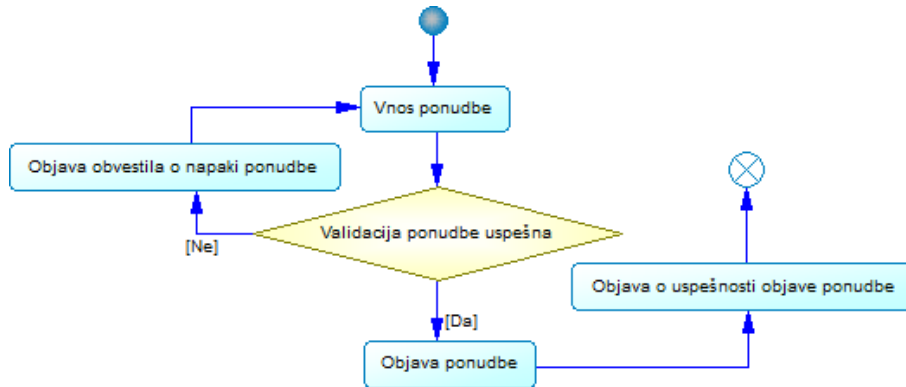 Vnos ponudbe
Objava obvestila o napaki ponudbe
Validacija ponudbe uspešna
[Ne]
Objava o uspešnosti objave ponudbe
[Da]
Objava ponudbe